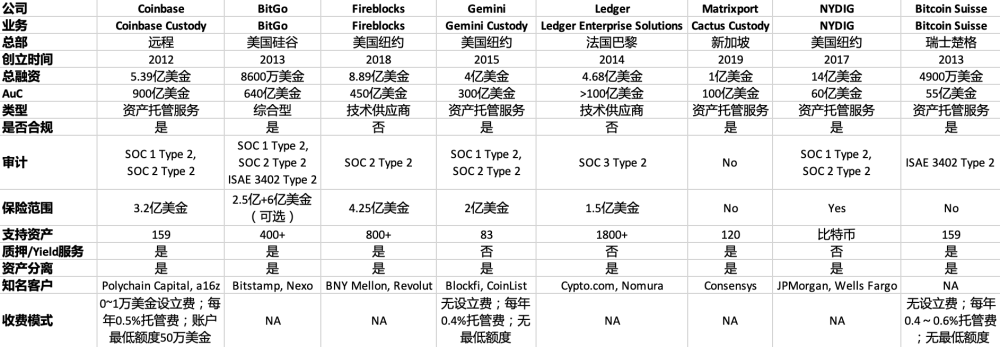 公司 Coinbase BitGo Fireblocks Gemini Ledger Matrixport NYDIG Bitcoin Suisse
业务 Coinbase Custody BitGo Fireblocks Gemini Custody Ledger Enterprise Solutions Cactus Custody NYDIG Bitcoin Suisse
总部 远程 美国硅谷 美国纽约 美国纽约 法国巴黎 新加坡 美国纽约 瑞士楚格
创立时间 2012 2013 2018 2015 2014 2019 2017 2013
总融资 5.39亿美金 8600万美金 8.89亿美金 4亿美金 4.68亿美金 1亿美金 14亿美金 4900万美金
AuC 900亿美金 640亿美金 450亿美金 300亿美金 >100亿美金 100亿美金 60亿美金 55亿美金
类型 资产托管服务 综合型 技术供应商 资产托管服务 技术供应商 资产托管服务 资产托管服务 资产托管服务
是否合规 是 是 否 是 否 是 是 是
审计 SOC 1 Type 2, SOC 2 Type 2 SOC 1 Type 2, SOC 2 Type 2 ISAE 3402 Type 2 SOC 2 Type 2 SOC 1 Type 2, SOC 2 Type 2 SOC 3 Type 2 No SOC 1 Type 2, SOC 2 Type 2 ISAE 3402 Type 2
保险范围 3.2亿美金 2.5亿+6亿美金（可选） 4.25亿美金 2亿美金 1.5亿美金 No Yes No
支持资产 159 400+ 800+ 83 1800+ 120 比特币 159
质押/Yield服务 是 是 是 否 否 是 否 是
资产分离 是 是 是 是 是 是 是 是
知名客户 Polychain Capital, a16z Bitstamp, Nexo BNY Mellon, Revolut Blockfi, CoinList Cypto.com, Nomura Consensys JPMorgan, Wells Fargo NA
收费模式 0~1万美金设立费；每年0.5%托管费；账户最低额度50万美金 NA NA 无设立费；每年0.4%托管费；无最低额度 NA NA NA 无设立费；每年0.4～0.6%托管费；无最低额度